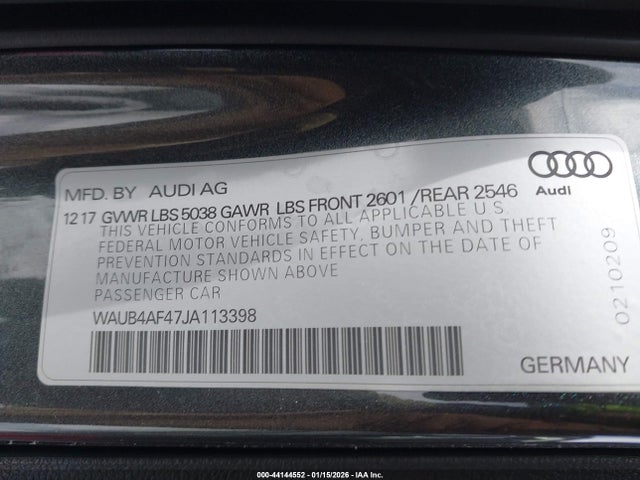 MFD. BY AUDI AG
Audi
12 17 GVWR LBS 5038 GAWR LBS FRONT 2601 /REAR 2546
THIS VEHICLE CONFORMS TO ALL APPLICABLE U.S.
FEDERAL MOTOR VEHICLE SAFETY, BUMPER AND THEFT
PREVENTION STANDARDS IN EFFECT ON THE DATE OF
MANUFACTURE SHOWN ABOVE
PASSENGER CAR
WAUB4AF47JA113398
0210209
GERMANY
000-44144552 - 01/15/2026 - IAA Inc.